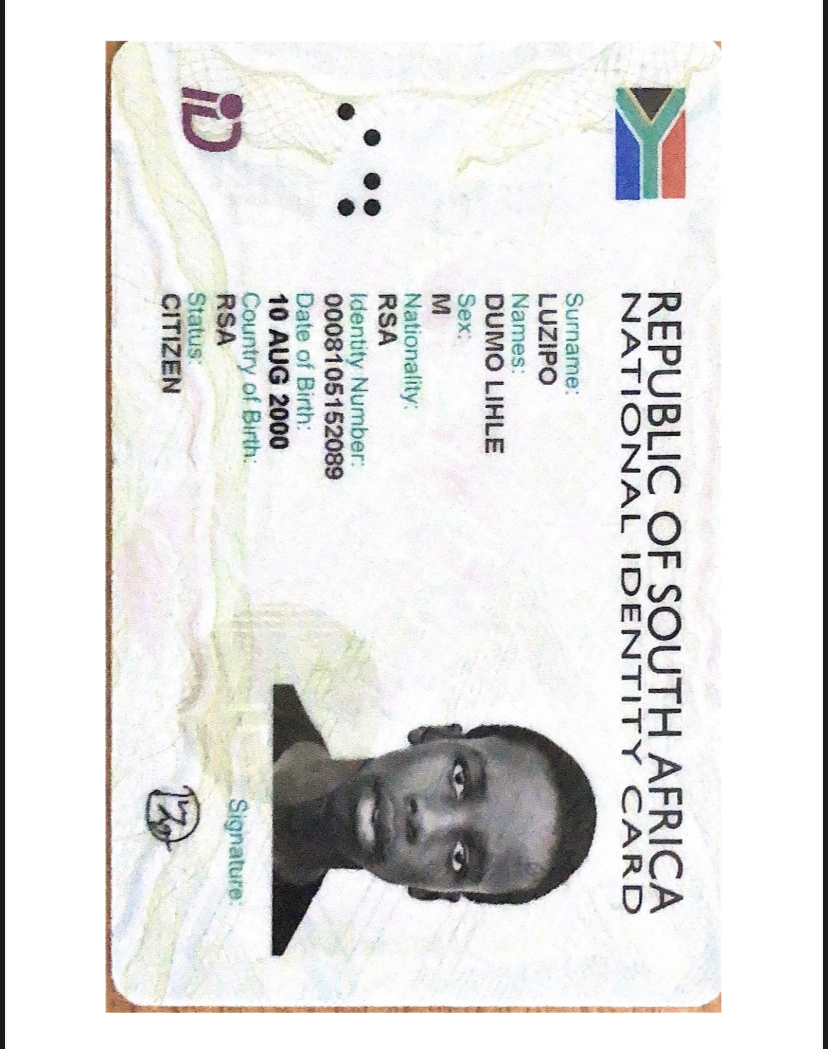 REPUBLIC OF SOUTH AFRICA
NATIONAL IDENTITY CARD
Surname:
LUZIPO
Names:
DUMO LIHLE
Sex:
M
Nationality:
RSA
Identity Number:
0008105152089
Date of Birth:
10 AUG 2000
Country of Birth:
RSA
Status:
CITIZEN
Signature:
iD